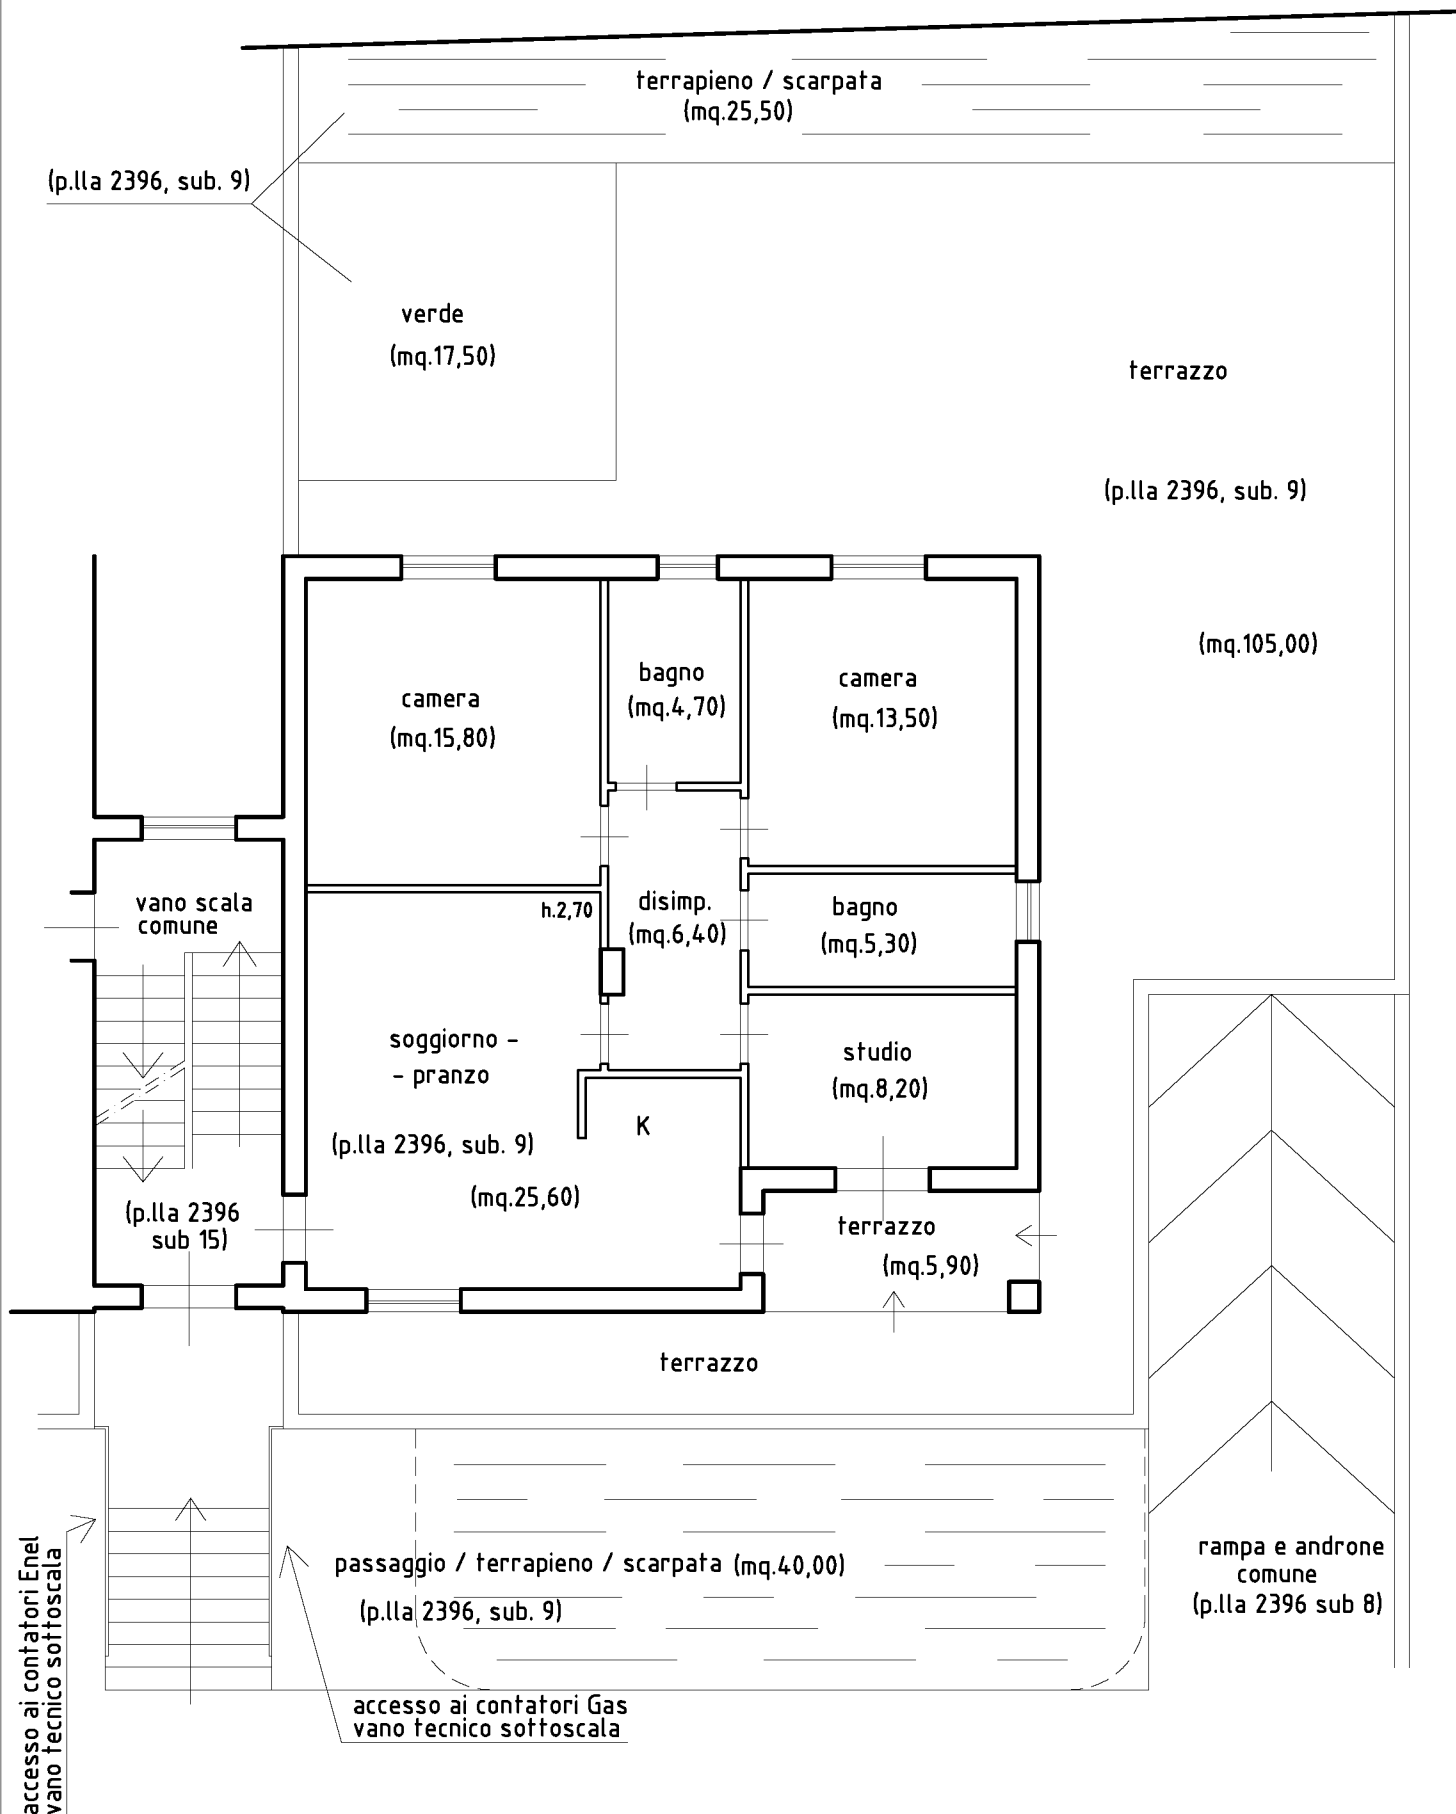 terrapieno / scarpata
(mq.25,50)
(p.lla 2396, sub. 9)
verde
(mq.17,50)
terrazzo
(p.lla 2396, sub. 9)
(mq.105,00)
camera
(mq.15,80)
bagno
(mq.4,70)
camera
(mq.13,50)
vano scala
comune
h.2,70
disimp.
(mq.6,40)
bagno
(mq.5,30)
soggiorno -
- pranzo
(p.lla 2396, sub. 9)
(mq.25,60)
K
studio
(mq.8,20)
(p.lla 2396
sub 15)
terrazzo
(mq.5,90)
terrazzo
passaggio / terrapieno / scarpata (mq.40,00)
(p.lla 2396, sub. 9)
rampa e androne
comune
(p.lla 2396 sub 8)
accesso ai contatori Gas
vano tecnico sottoscala
accesso ai contatori Enel
vano tecnico sottoscala